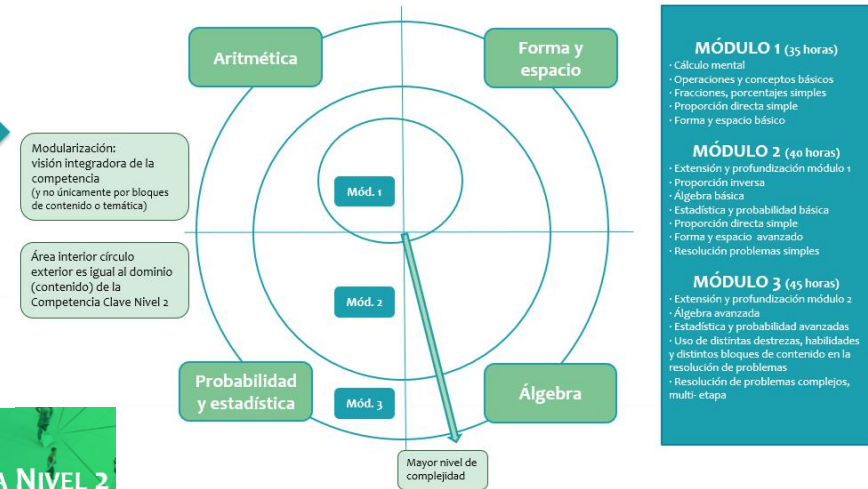 Aritmética
Forma y
espacio
Modularización:
visión integradora de la
competencia
(y no únicamente por bloques
de contenido o temática)
Mód. 1
Área interior círculo
exterior es igual al dominio
(contenido) de la
Competencia Clave Nivel 2
Mód. 2
Probabilidad
y estadística
Mód. 3
Álgebra
Mayor nivel de
complejidad
A NIVEL 2
MÓDULO 1 (35 horas)
· Cálculo mental
· Operaciones y conceptos básicos
· Fracciones, porcentajes simples
· Proporción directa simple
· Forma y espacio básico
MÓDULO 2 (40 horas)
· Extensión y profundización módulo 1
· Proporción inversa
· Álgebra básica
· Estadística y probabilidad básica
· Proporción directa simple
· Forma y espacio avanzado
· Resolución problemas simples
MÓDULO 3 (45 horas)
· Extensión y profundización módulo 2
· Álgebra avanzada
· Estadística y probabilidad avanzadas
· Uso de distintas destrezas, habilidades
y distintos bloques de contenido en la
resolución de problemas
· Resolución de problemas complejos,
multi- etapa